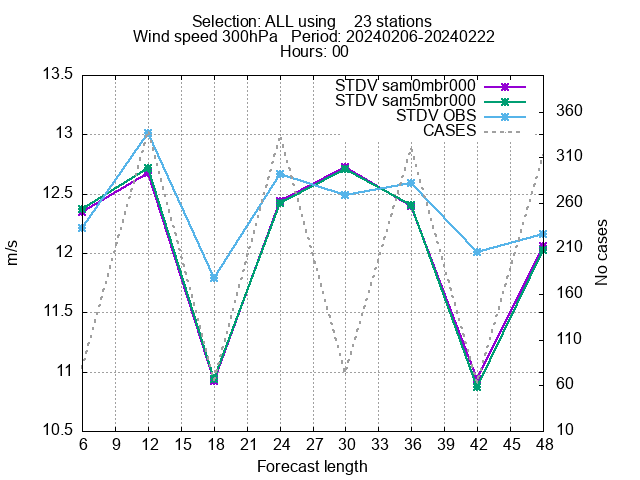 Selection: ALL using    23 stations
Wind speed 300hPa   Period: 20240206-20240222
Hours: 00
STDV sam0mbr000
STDV sam5mbr000
STDV OBS
CASES
13.5
13
12.5
12
11.5
11
10.5
m/s
360
310
260
210
160
110
60
10
No cases
6 9 12 15 18 21 24 27 30 33 36 39 42 45 48
Forecast length